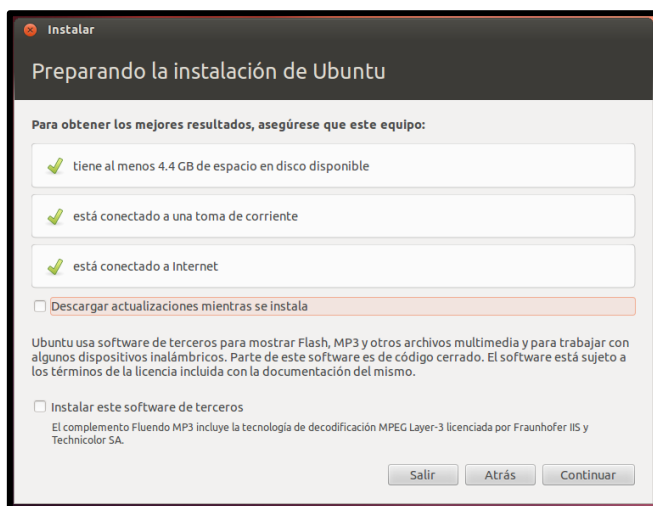 Instalar
Preparando la instalación de Ubuntu
Para obtener los mejores resultados, asegúrese que este equipo:
tiene al menos 4.4 GB de espacio en disco disponible
está conectado a una toma de corriente
está conectado a Internet
Descargar actualizaciones mientras se instala
Ubuntu usa software de terceros para mostrar Flash, MP3 y otros archivos multimedia y para trabajar con
algunos dispositivos inalámbricos. Parte de este software es de código cerrado. El software está sujeto a
los términos de la licencia incluida con la documentación del mismo.
Instalar este software de terceros
El complemento Fluendo MP3 incluye la tecnología de decodificación MPEG Layer-3 licenciada por Fraunhofer IIS y
Technicolor SA.
Salir Atrás Continuar